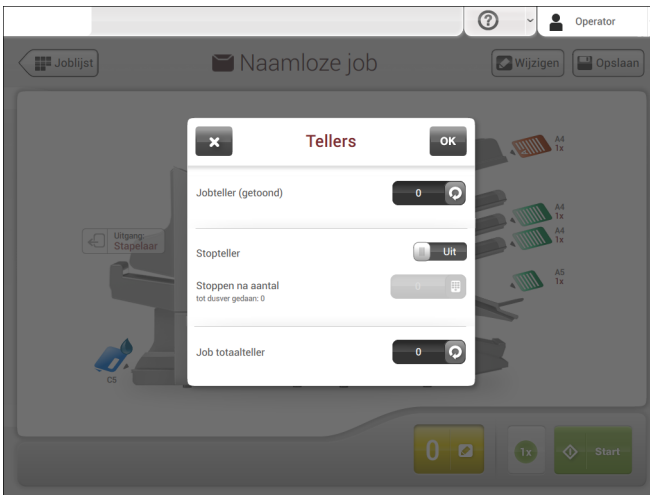 Operator
Joblijst
Naamloze job
Wijzigen
Opslaan
Tellers
OK
Jobteller (getoond)
0
Stopteller
Uit
Stoppen na aantal
0
tot dusver gedaan: 0
Job totaalteller
0
Uitgang:
Stapelaar
A4
1x
A4
1x
A4
1x
A5
1x
C5
0
1x
Start